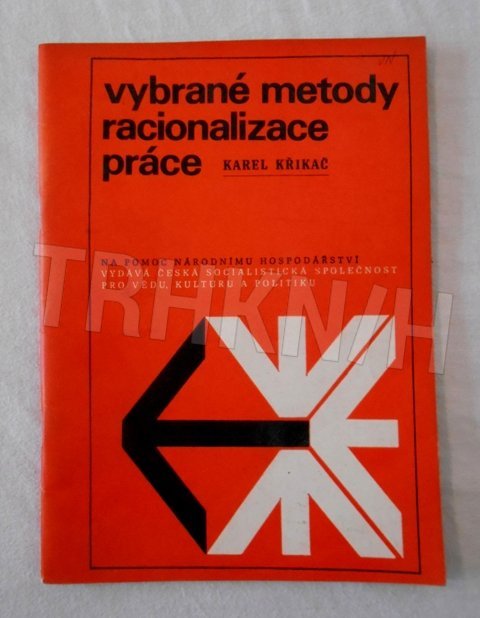 vybrané metody
racionalizace
práce KAREL KŘIKAČ
NA POMOC NÁRODNÍMU HOSPODÁŘSTVÍ
VYDÁVÁ ČESKÁ SOCIALISTICKÁ SPOLEČNOST
PRO VĚDU, KULTURU A POLITIKU
TRHKNIH